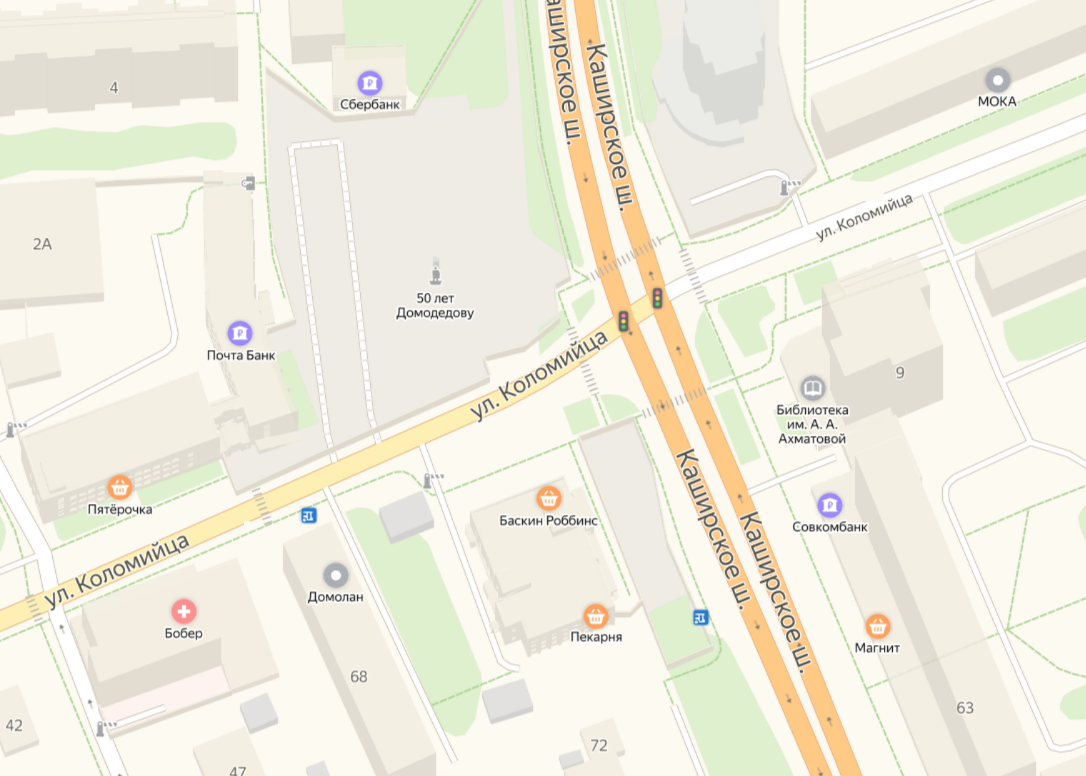 аширское ш.
Каширское ш.
4
Сбербанк
МОКА
ул. Коломийца
2А
50 лет
Домодедову
Почта Банк
ул. Коломийца
9
Библиотека
им. А. А.
Ахматовой
Пятёрочка
Баскин Роббинс
Каширское ш.
Каширское ш.
Совкомбанк
ул. Коломийца
Домолан
Бобер
Пекарня
Магнит
68
63
42
72
47